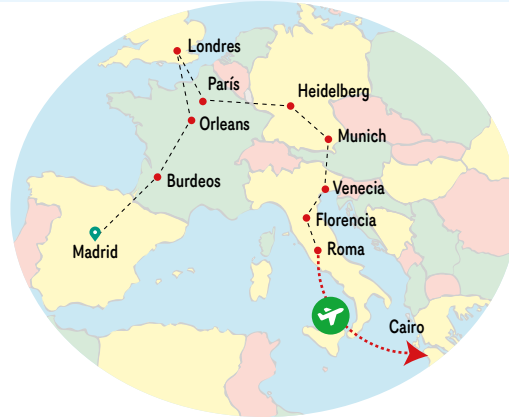 Londres
París
Heidelberg
Orleans
Munich
Burdeos
Venecia
Florencia
Madrid
Roma
Cairo